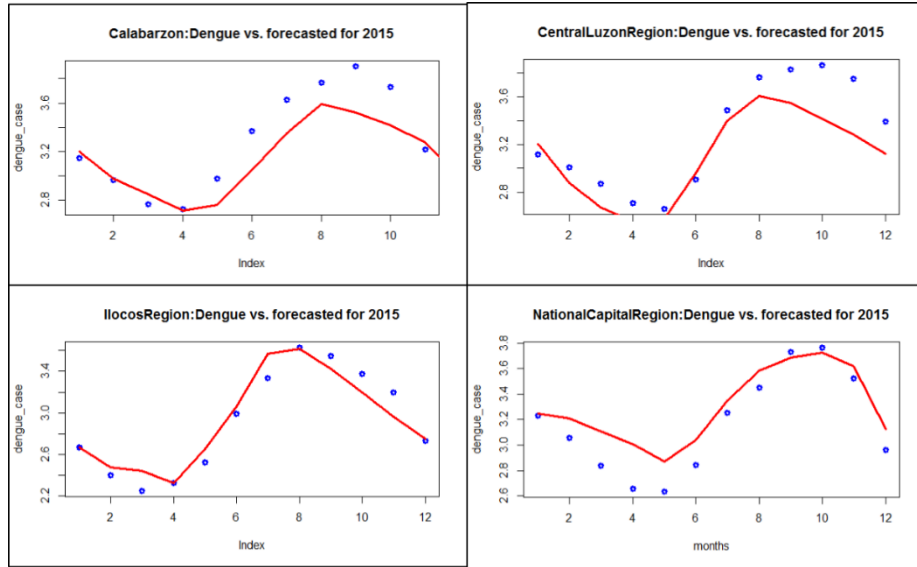 Calabarzon:Dengue vs. forecasted for 2015
dengue_case
3.6
3.2
2.8
2 4 6 8 10
Index
CentralLuzonRegion:Dengue vs. forecasted for 2015
dengue_case
3.6
3.2
2.8
2 4 6 8 10 12
Index
IlocosRegion:Dengue vs. forecasted for 2015
dengue_case
3.4
3.0
2.6
2.2
2 4 6 8 10 12
Index
NationalCapitalRegion:Dengue vs. forecasted for 2015
dengue_case
3.8
3.6
3.4
3.2
3.0
2.8
2.6
2 4 6 8 10 12
months